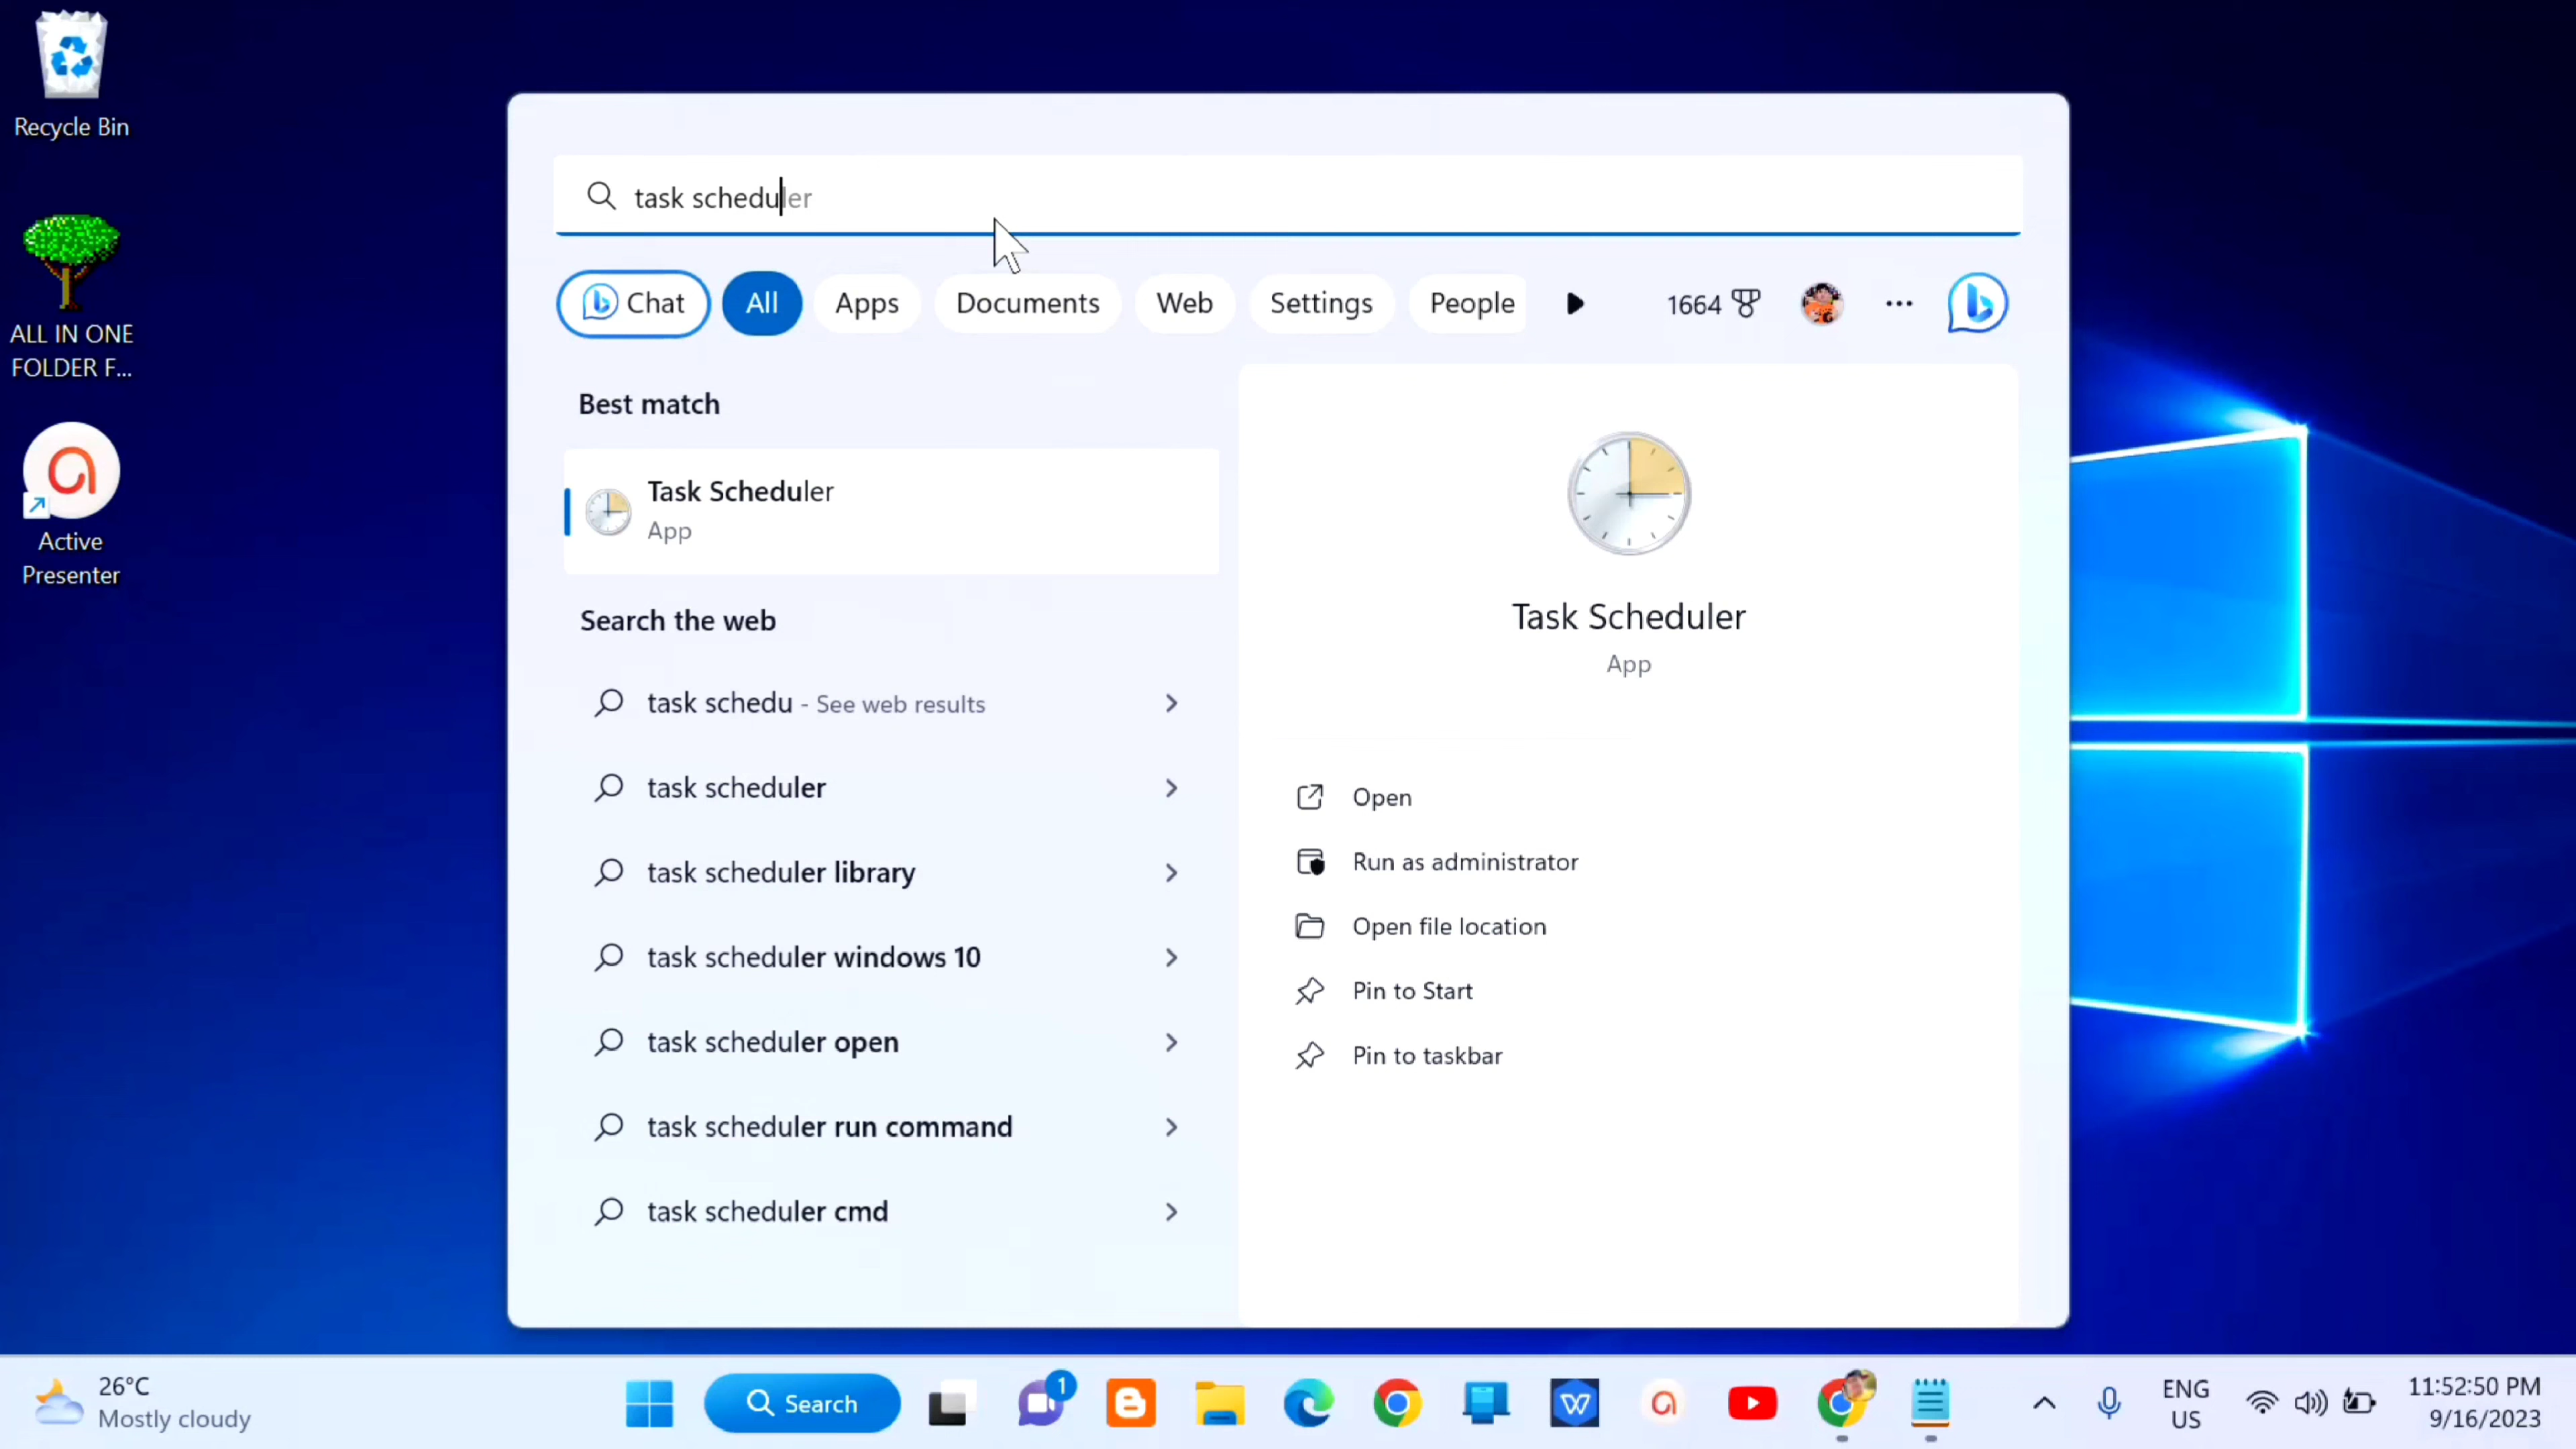 Recycle Bin
ALL IN ONE
FOLDER F...
Active
Presenter
task scheduler
Chat
All
Apps
Documents
Web
Settings
People
1664
Best match
Task Scheduler
App
Search the web
task schedu - See web results
task scheduler
task scheduler library
task scheduler windows 10
task scheduler open
task scheduler run command
task scheduler cmd
Task Scheduler
App
Open
Run as administrator
Open file location
Pin to Start
Pin to taskbar
26°C
Mostly cloudy
Search
1
ENG
US
11:52:50 PM
9/16/2023